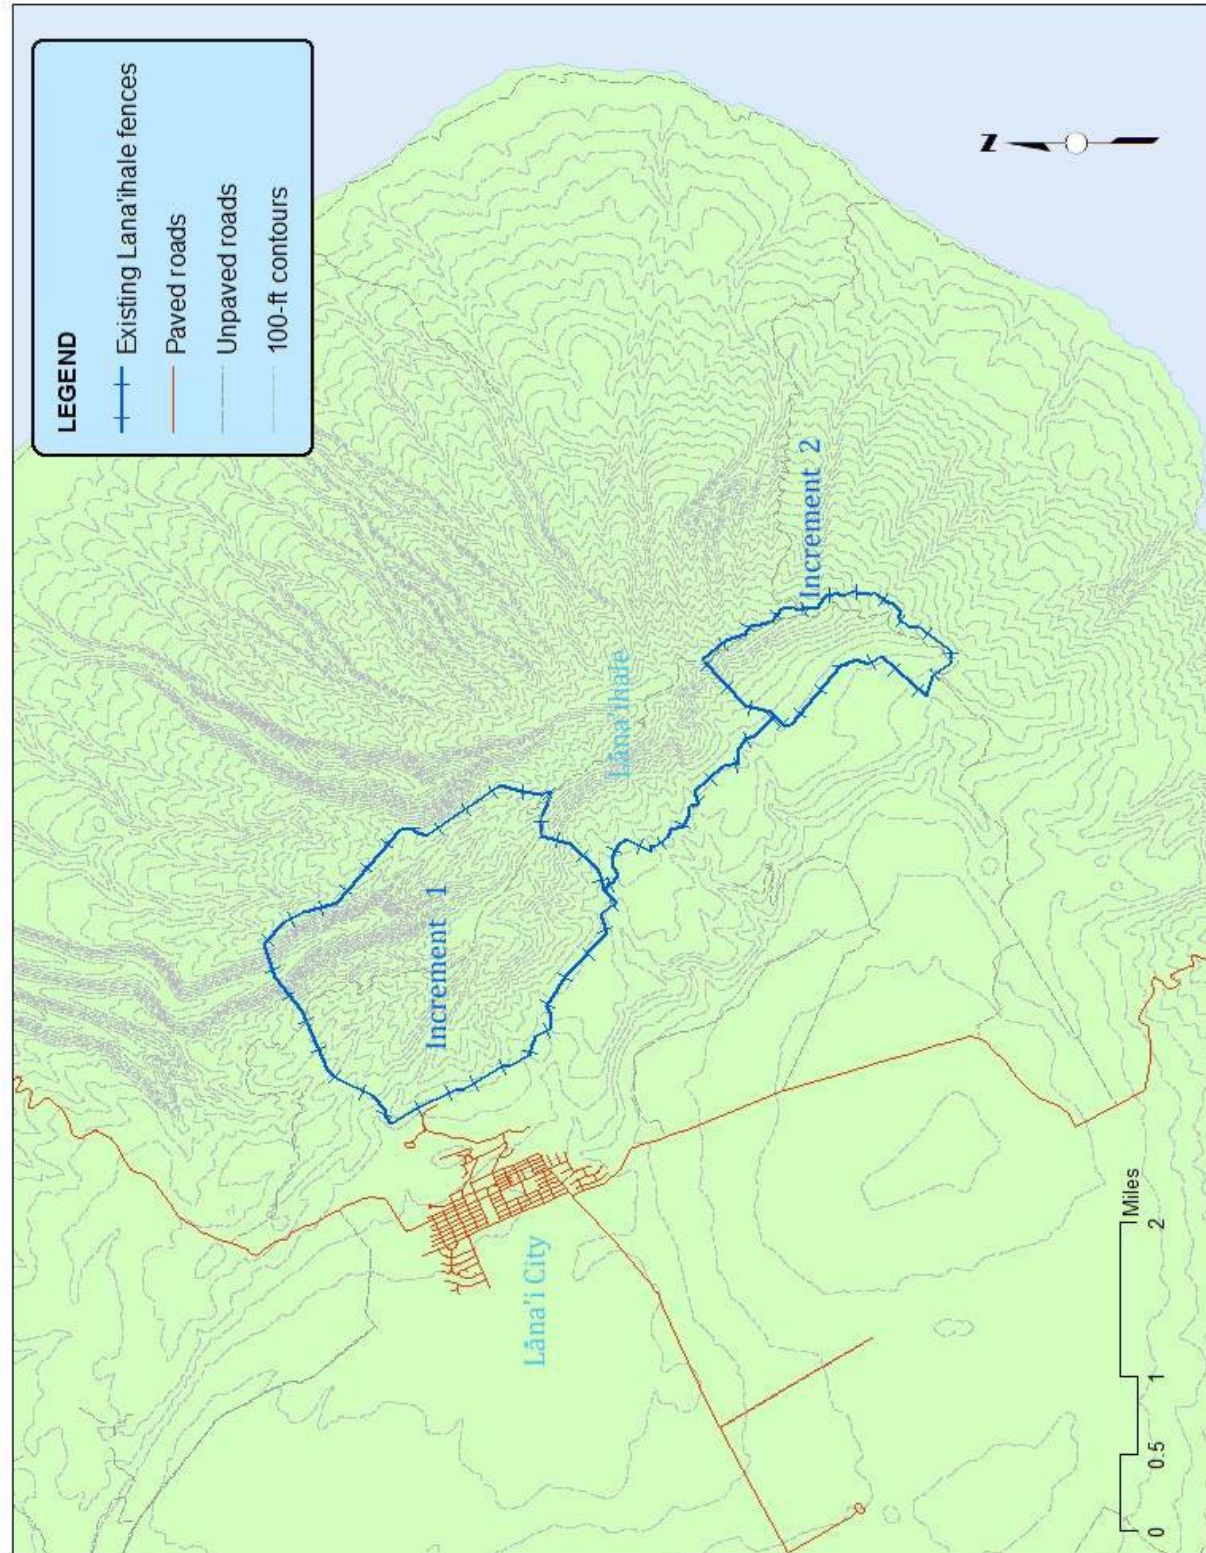 LEGEND
Existing Lana'ihale fences
Paved roads
Unpaved roads
100-ft contours
N
Increment 1
Increment 2
Lāna'ihale
Lāna'i City
0 0.5 1 2
Miles